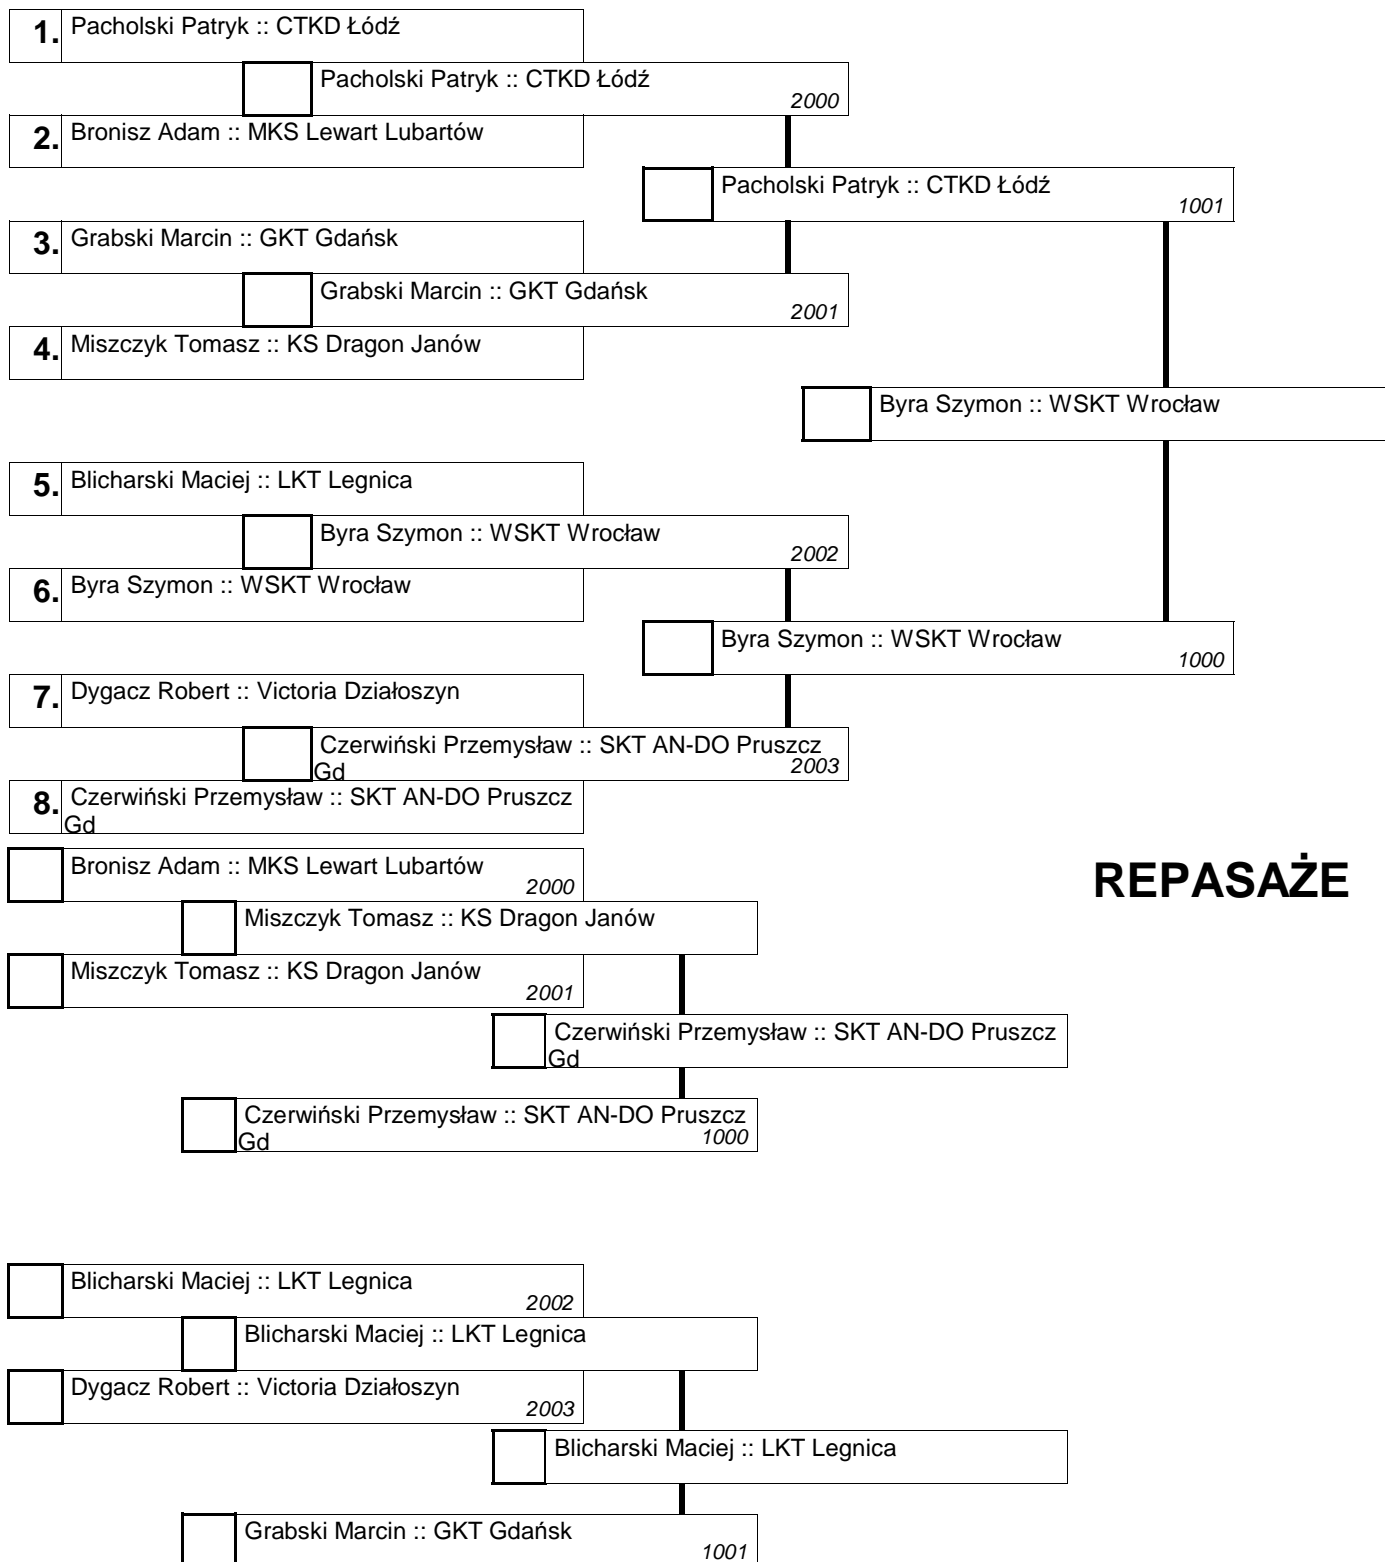 1. Pacholski Patryk :: CTKD Łódź
Pacholski Patryk :: CTKD Łódź
2000
2. Bronisz Adam :: MKS Lewart Lubartów
Pacholski Patryk :: CTKD Łódź
1001
3. Grabski Marcin :: GKT Gdańsk
Grabski Marcin :: GKT Gdańsk
2001
4. Miszczyk Tomasz :: KS Dragon Janów
Byra Szymon :: WSKT Wrocław
5. Blicharski Maciej :: LKT Legnica
Byra Szymon :: WSKT Wrocław
2002
6. Byra Szymon :: WSKT Wrocław
Byra Szymon :: WSKT Wrocław
1000
7. Dygacz Robert :: Victoria Działoszyn
Czerwiński Przemysław :: SKT AN-DO Pruszcz
Gd
2003
8. Czerwiński Przemysław :: SKT AN-DO Pruszcz
Gd
Bronisz Adam :: MKS Lewart Lubartów
2000
REPASAŻE
Miszczyk Tomasz :: KS Dragon Janów
Miszczyk Tomasz :: KS Dragon Janów
2001
Czerwiński Przemysław :: SKT AN-DO Pruszcz
Gd
Czerwiński Przemysław :: SKT AN-DO Pruszcz
Gd
1000
Blicharski Maciej :: LKT Legnica
2002
Blicharski Maciej :: LKT Legnica
Dygacz Robert :: Victoria Działoszyn
2003
Blicharski Maciej :: LKT Legnica
Grabski Marcin :: GKT Gdańsk
1001